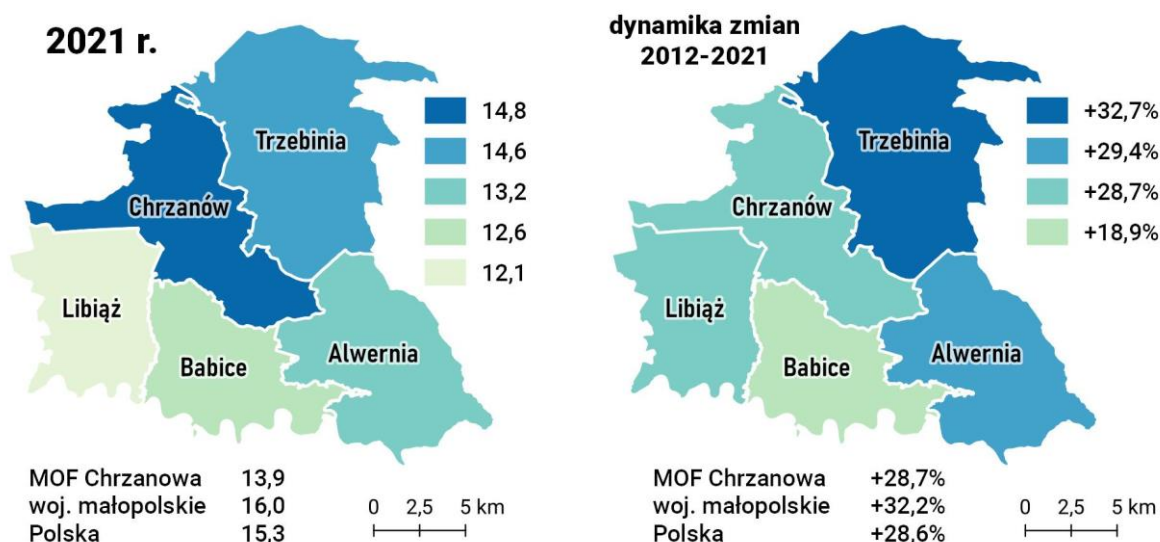 2021 r.
14,8
14,6
13,2
12,6
12,1
Trzebinia
Chrzanów
Libiąż
Babice
Alwernia
MOF Chrzanowa 13,9
woj. małopolskie 16,0
Polska 15,3
0 2,5 5 km
dynamika zmian
2012-2021
+32,7%
+29,4%
+28,7%
+18,9%
Trzebinia
Chrzanów
Libiąż
Babice
Alwernia
MOF Chrzanowa +28,7%
woj. małopolskie +32,2%
Polska +28,6%
0 2,5 5 km